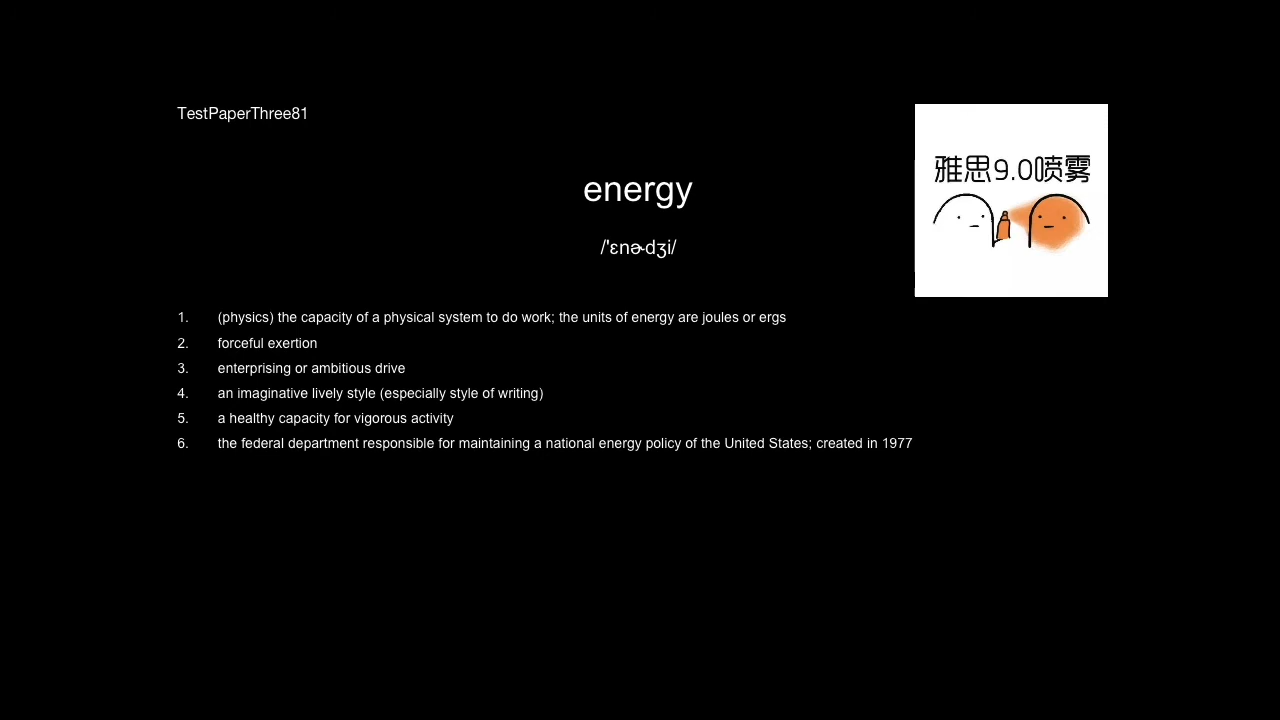 TestPaperThree81
雅思9.0喷雾
energy
/'ɛnɚdʒi/
1. (physics) the capacity of a physical system to do work; the units of energy are joules or ergs
2. forceful exertion
3. enterprising or ambitious drive
4. an imaginative lively style (especially style of writing)
5. a healthy capacity for vigorous activity
6. the federal department responsible for maintaining a national energy policy of the United States; created in 1977